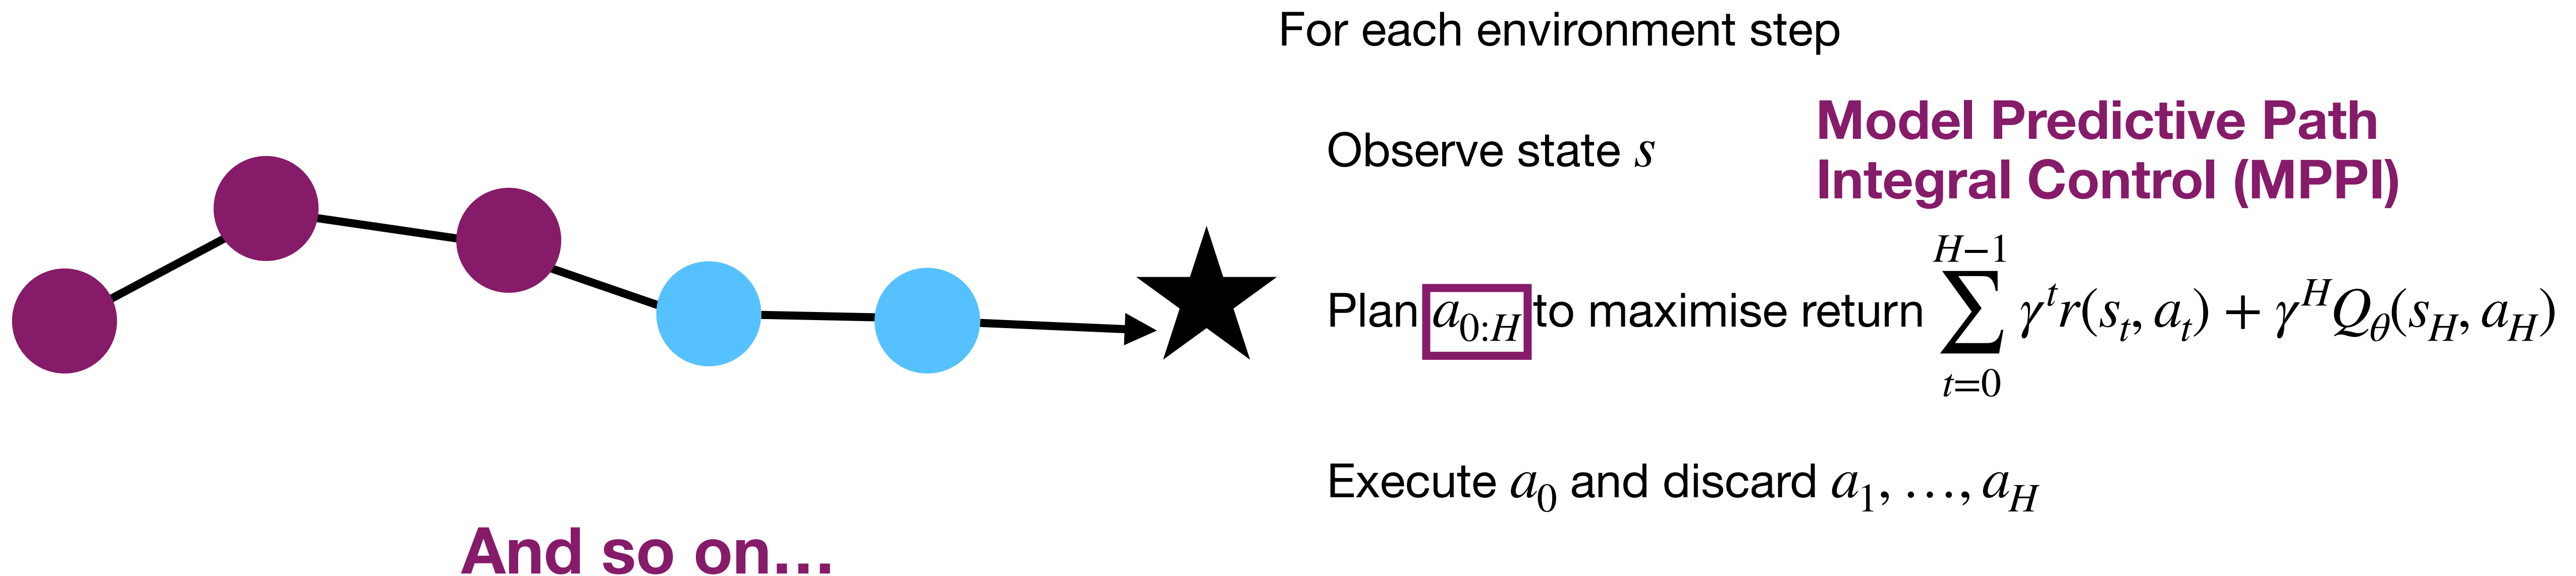 For each environment step
Observe state s
Model Predictive Path
Integral Control (MPPI)
Plan a_{0:H} to maximise return \sum_{t=0}^{H-1} γ^t r(s_t, a_t) + γ^H Q_θ(s_H, a_H)
Execute a_0 and discard a_1, …, a_H
And so on…